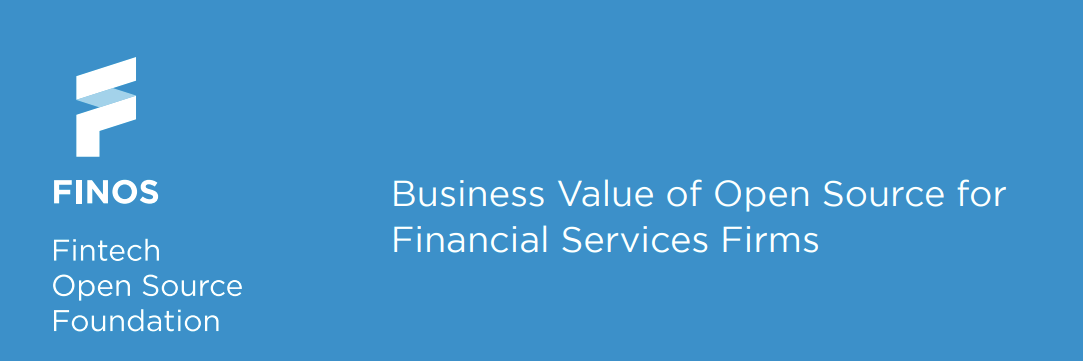 FINOS
Fintech
Open Source
Foundation
Business Value of Open Source for
Financial Services Firms